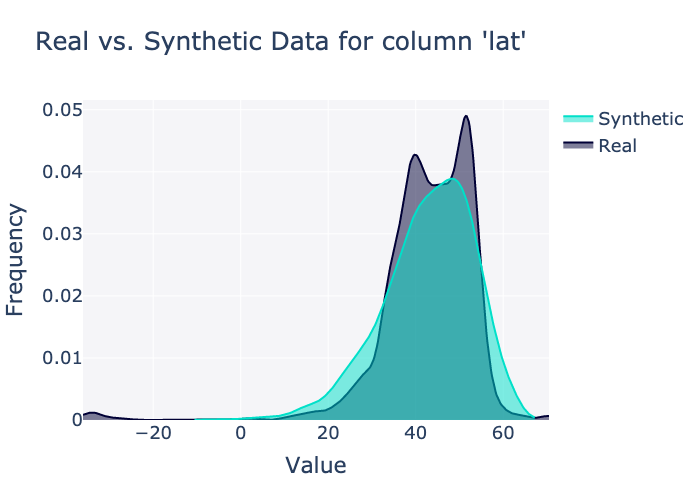 Real vs. Synthetic Data for column 'lat'
0.05
0.04
0.03
0.02
0.01
0
−20
0
20
40
60
Frequency
Value
Synthetic
Real